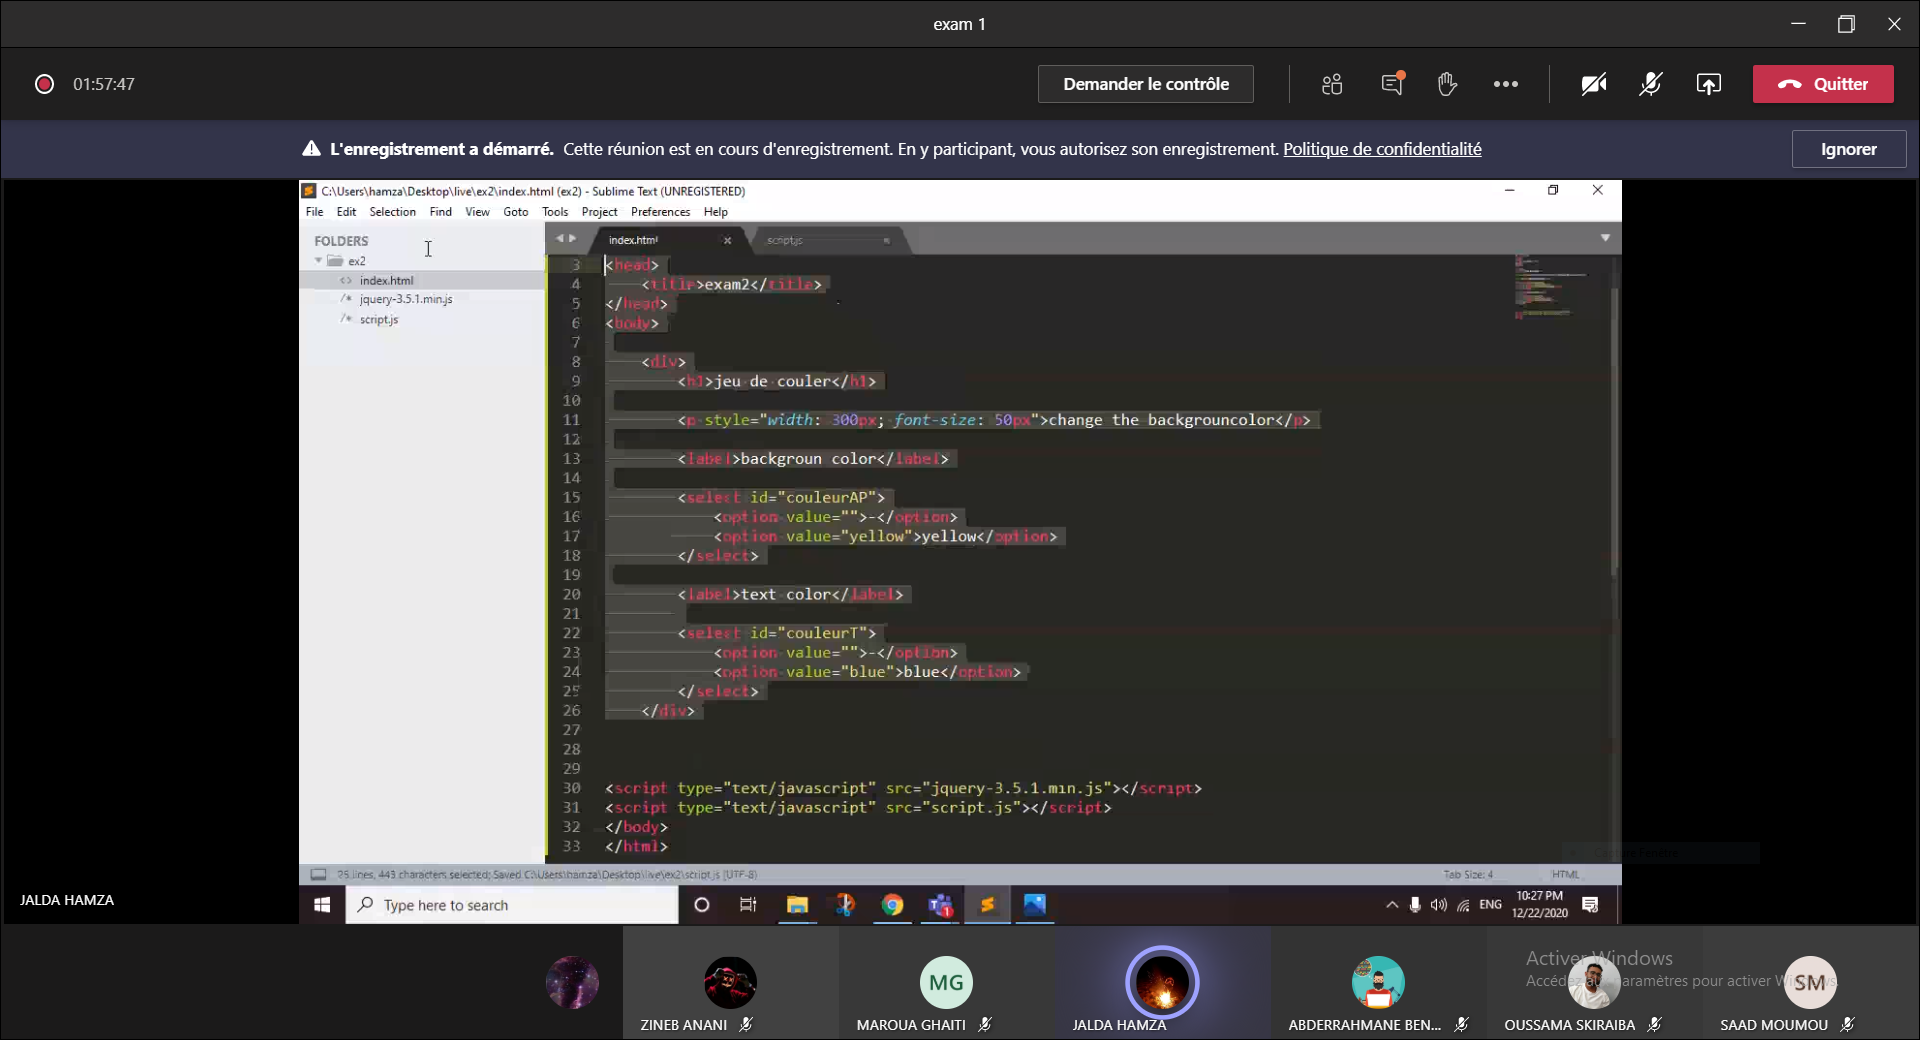 exam 1
01:57:47
Demander le contrôle
Quitter
L'enregistrement a démarré. Cette réunion est en cours d'enregistrement. En y participant, vous autorisez son enregistrement. Politique de confidentialité
Ignorer
C:\Users\hamza\Desktop\live\ex2\index.html (ex2) - Sublime Text (UNREGISTERED)
File Edit Selection Find View Goto Tools Project Preferences Help
FOLDERS
ex2
<> index.html
/* jquery-3.5.1.min.js
/* script.js
index.html
script.js
3 <head>
4 <title>exam2</title>
5 </head>
6 <body>
7
8 <div>
9 <h1>jeu de couler</h1>
10
11 <p style="width: 300px; font-size: 50px">change the backgrouncolor</p>
12
13 <label>backgroun color</label>
14
15 <select id="couleurAP">
16 <option value="">-</option>
17 <option value="yellow">yellow</option>
18 </select>
19
20 <label>text color</label>
21
22 <select id="couleurT">
23 <option value="">-</option>
24 <option value="blue">blue</option>
25 </select>
26 </div>
27
28
29
30 <script type="text/javascript" src="jquery-3.5.1.min.js"></script>
31 <script type="text/javascript" src="script.js"></script>
32 </body>
33 </html>
25 lines, 443 characters selected; Saved C:\Users\hamza\Desktop\live\ex2\script.js (UTF-8)
Tab Size: 4
HTML
JALDA HAMZA
Type here to search
1
ENG
10:27 PM
12/22/2020
Activer Windows
Accédez aux paramètres pour activer Windows.
MG
SM
ZINEB ANANI
MAROUA GHAITI
JALDA HAMZA
ABDERRAHMANE BEN...
OUSSAMA SKIRAIBA
SAAD MOUMOU